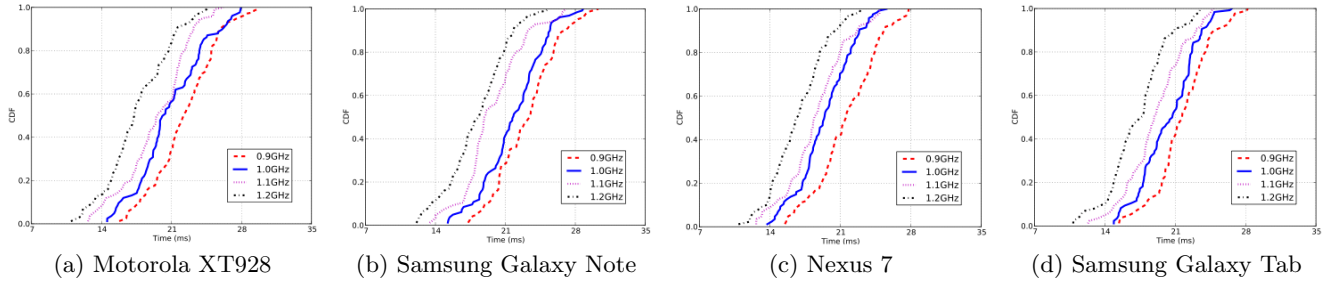 1.0
0.8
0.6
0.4
0.2
0.0
CDF
7 14 21 28 35
Time (ms)
0.9GHz
1.0GHz
1.1GHz
1.2GHz
(a) Motorola XT928
1.0
0.8
0.6
0.4
0.2
0.0
CDF
7 14 21 28 35
Time (ms)
0.9GHz
1.0GHz
1.1GHz
1.2GHz
(b) Samsung Galaxy Note
1.0
0.8
0.6
0.4
0.2
0.0
CDF
7 14 21 28 35
Time (ms)
0.9GHz
1.0GHz
1.1GHz
1.2GHz
(c) Nexus 7
1.0
0.8
0.6
0.4
0.2
0.0
CDF
7 14 21 28 35
Time (ms)
0.9GHz
1.0GHz
1.1GHz
1.2GHz
(d) Samsung Galaxy Tab